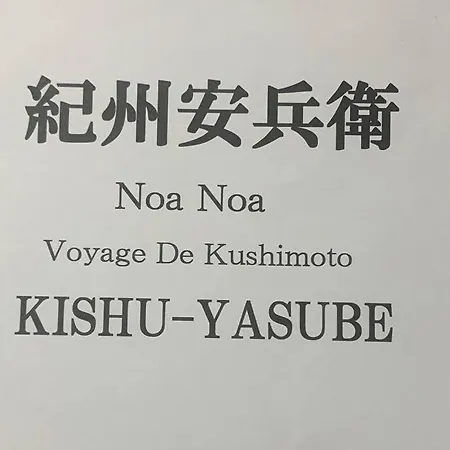 紀州安兵衛
Noa Noa
Voyage De Kushimoto
KISHU-YASUBE